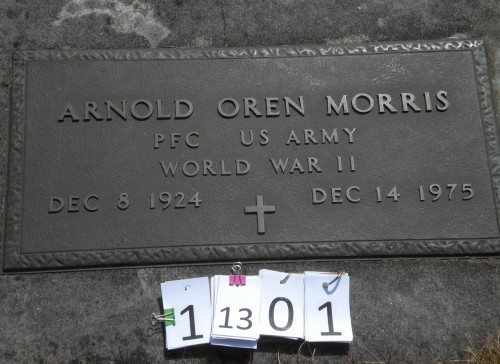 ARNOLD OREN MORRIS
PFC US ARMY
WORLD WAR II
DEC 8 1924 DEC 14 1975
1 13 0 1